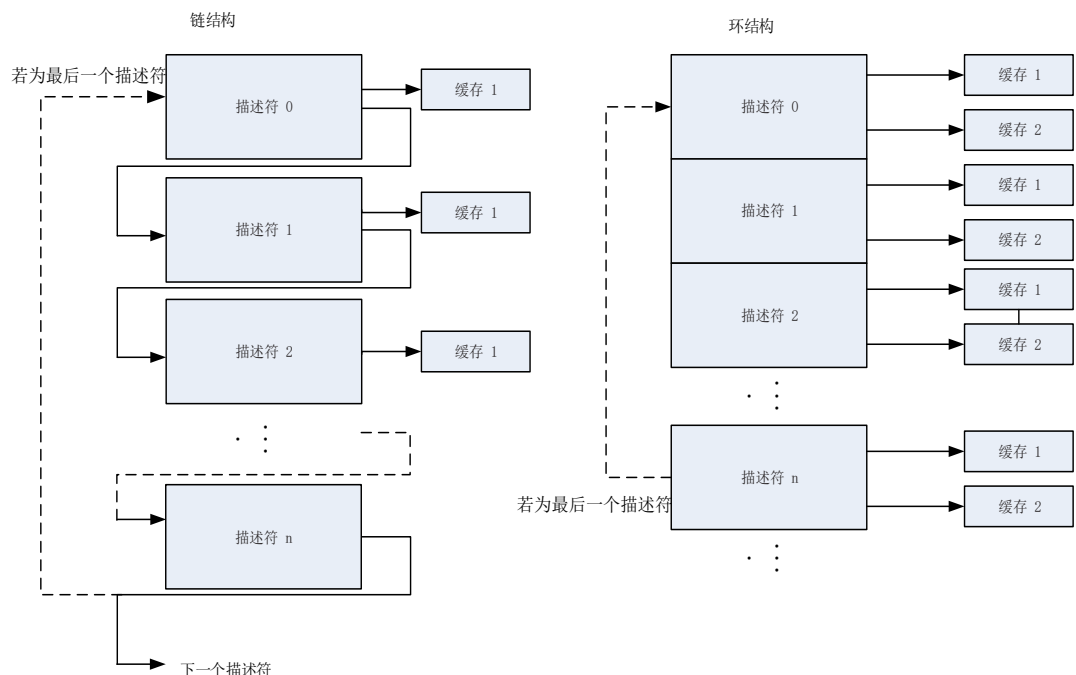 链结构
若为最后一个描述符
描述符 0
缓存 1
描述符 1
缓存 1
描述符 2
缓存 1
描述符 n
下一个描述符
环结构
描述符 0
缓存 1
缓存 2
描述符 1
缓存 1
缓存 2
描述符 2
缓存 1
缓存 2
描述符 n
缓存 1
缓存 2
若为最后一个描述符